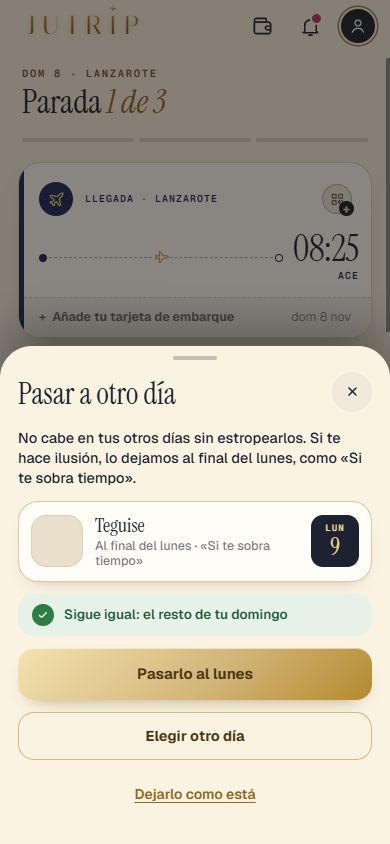 JUTRIP
DOM 8 · LANZAROTE
Parada 1 de 3
LLEGADA · LANZAROTE
08:25
ACE
+ Añade tu tarjeta de embarque
dom 8 nov
Pasar a otro día
No cabe en tus otros días sin estropearlos. Si te
hace ilusión, lo dejamos al final del lunes, como «Si
te sobra tiempo».
Teguise
Al final del lunes · «Si te sobra
tiempo»
LUN
9
Sigue igual: el resto de tu domingo
Pasarlo al lunes
Elegir otro día
Dejarlo como está